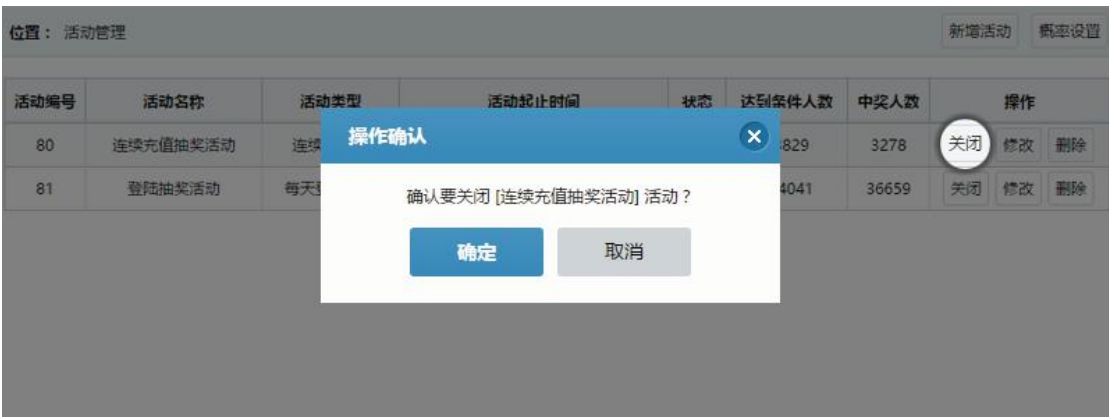 位置： 活动管理 新增活动 概率设置
活动编号 活动名称 活动类型 活动起止时间 状态 达到条件人数 中奖人数 操作
操作确认
80 连续充值抽奖活动 连续 829 3278 关闭 修改 删除
81 登陆抽奖活动 每天 4041 36659 关闭 修改 删除
确认要关闭 [连续充值抽奖活动] 活动？
确定 取消